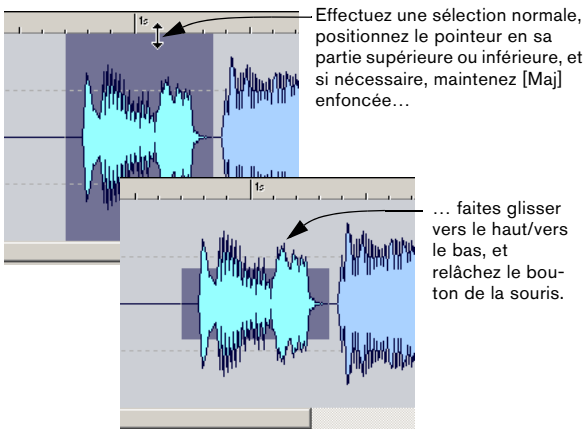 1s
Effectuez une sélection normale,
positionnez le pointeur en sa
partie supérieure ou inférieure, et
si nécessaire, maintenez [Maj]
enfoncée…
1s
… faites glisser
vers le haut/vers
le bas, et
relâchez le bou-
ton de la souris.